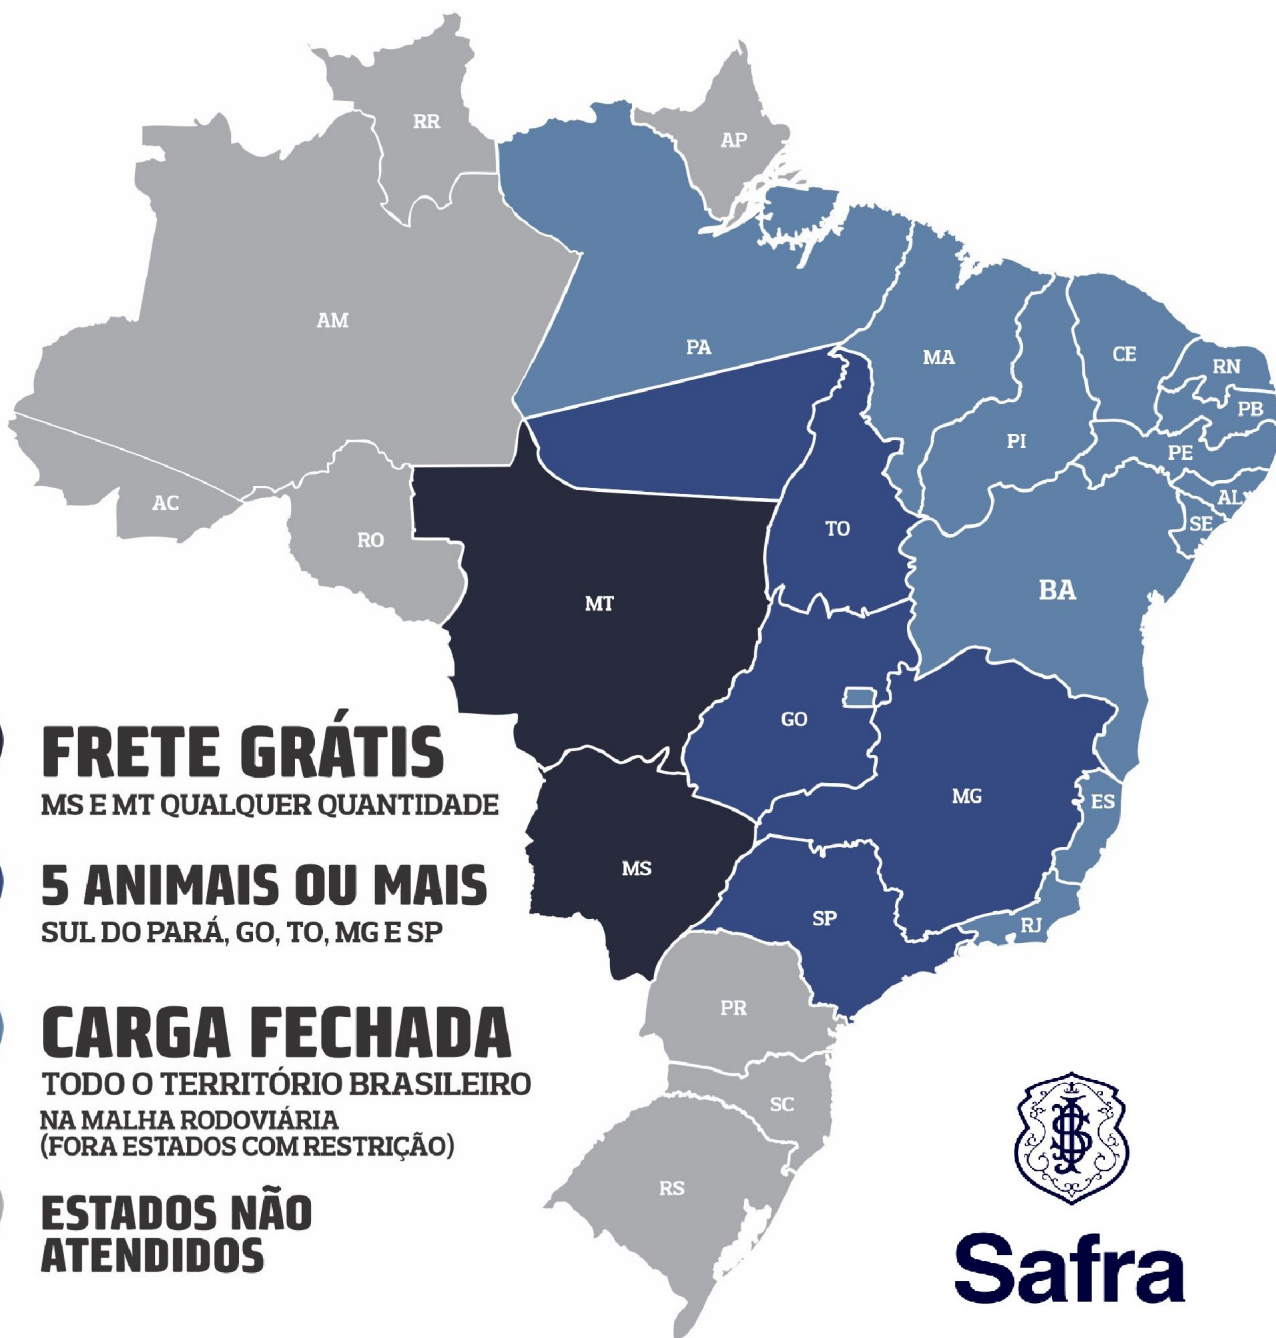 RR
AP
AM
PA
MA
CE
RN
PB
PI
PE
AL
SE
AC
RO
TO
BA
MT
GO
MG
ES
MS
SP
RJ
PR
SC
RS
FRETE GRÁTIS
MS E MT QUALQUER QUANTIDADE
5 ANIMAIS OU MAIS
SUL DO PARÁ, GO, TO, MG E SP
CARGA FECHADA
TODO O TERRITÓRIO BRASILEIRO
NA MALHA RODOVIÁRIA
(FORA ESTADOS COM RESTRIÇÃO)
ESTADOS NÃO
ATENDIDOS
Safra